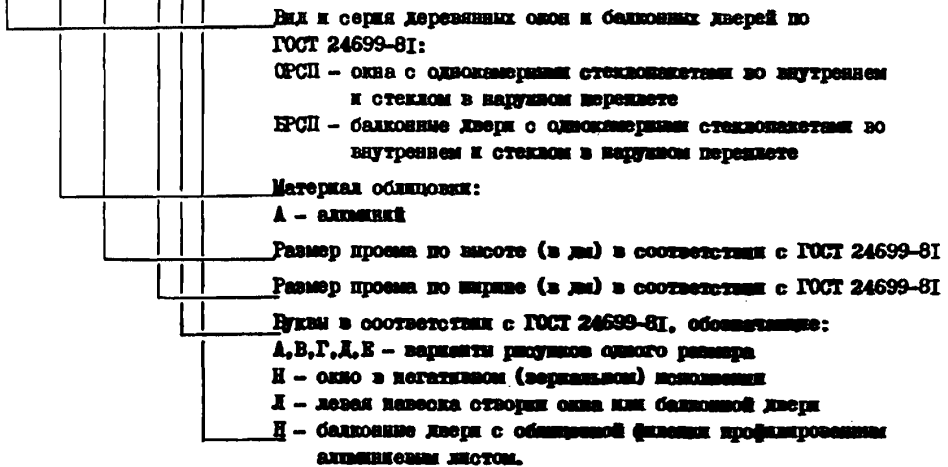 Вид и серия деревянных окон и балконных дверей по
ГОСТ 24699-81:
ОРСП – окна с однокамерными стеклопакетами во внутреннем
и стеклом в наружном переплете
БРСП – балконные двери с однокамерными стеклопакетами во
внутреннем и стеклом в наружном переплете
Материал облицовки:
А – алюминий
Размер проема по высоте (в дм) в соответствии с ГОСТ 24699-81
Размер проема по ширине (в дм) в соответствии с ГОСТ 24699-81
Буквы в соответствии с ГОСТ 24699-81, обозначающие:
А,В,Г,Д,Е – варианты рисунков одного размера
Н – окно в негативном (зеркальном) исполнении
Л – левая навеска створки окна или балконной двери
П – балконные двери с обшивкой филенки профилированным
алюминиевым листом.